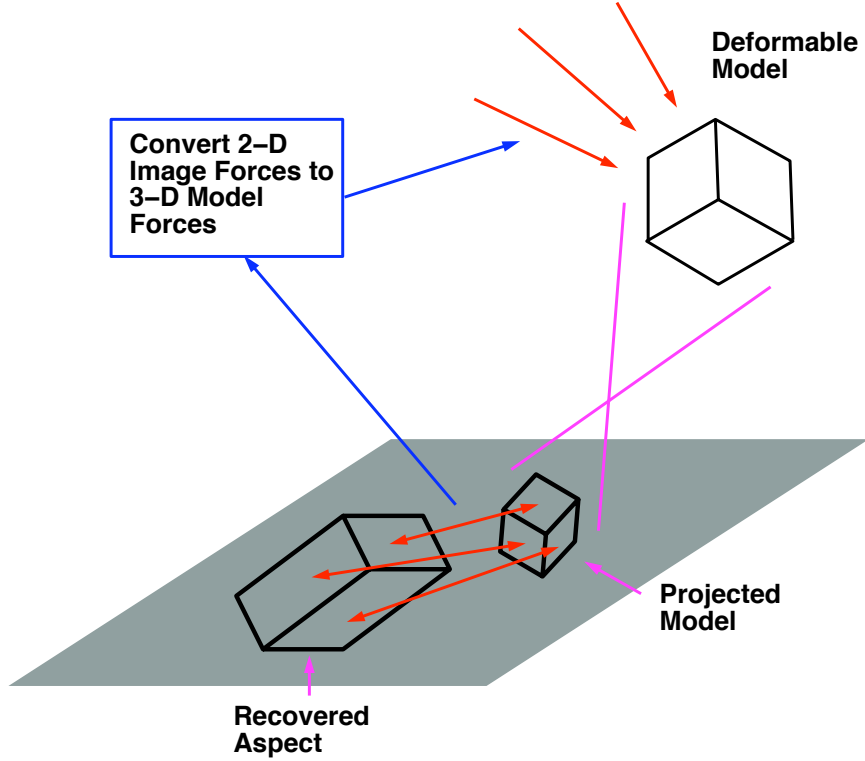 Deformable
Model
Convert 2–D
Image Forces to
3–D Model
Forces
Projected
Model
Recovered
Aspect